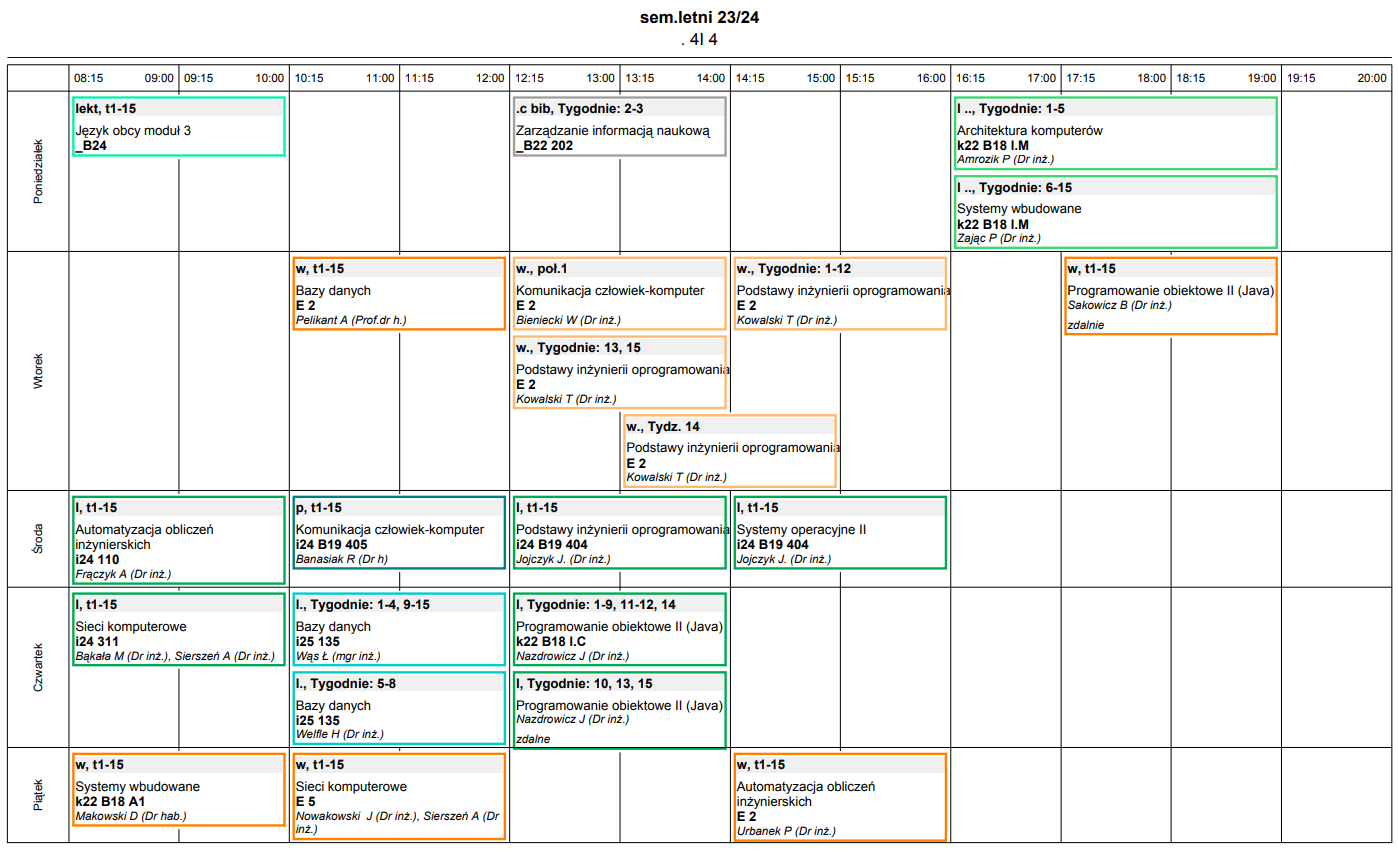 sem.letni 23/24
. 4I 4
08:15 09:00 09:15 10:00 10:15 11:00 11:15 12:00 12:15 13:00 13:15 14:00 14:15 15:00 15:15 16:00 16:15 17:00 17:15 18:00 18:15 19:00 19:15 20:00
Poniedziałek
lekt, t1-15
Język obcy moduł 3
_B24
.c bib, Tygodnie: 2-3
Zarządzanie informacją naukową
_B22 202
l .., Tygodnie: 1-5
Architektura komputerów
k22 B18 I.M
Amrozik P (Dr inż.)
l .., Tygodnie: 6-15
Systemy wbudowane
k22 B18 I.M
Zając P (Dr inż.)
Wtorek
w, t1-15
Bazy danych
E 2
Pelikant A (Prof.dr h.)
w., poł.1
Komunikacja człowiek-komputer
E 2
Bieniecki W (Dr inż.)
w., Tygodnie: 13, 15
Podstawy inżynierii oprogramowania
E 2
Kowalski T (Dr inż.)
w., Tydz. 14
Podstawy inżynierii oprogramowania
E 2
Kowalski T (Dr inż.)
w., Tygodnie: 1-12
Podstawy inżynierii oprogramowania
E 2
Kowalski T (Dr inż.)
w, t1-15
Programowanie obiektowe II (Java)
Sakowicz B (Dr inż.)
zdalnie
Środa
l, t1-15
Automatyzacja obliczeń
inżynierskich
i24 110
Frączyk A (Dr inż.)
p, t1-15
Komunikacja człowiek-komputer
i24 B19 405
Banasiak R (Dr h)
l, t1-15
Podstawy inżynierii oprogramowania
i24 B19 404
Jojczyk J. (Dr inż.)
l, t1-15
Systemy operacyjne II
i24 B19 404
Jojczyk J. (Dr inż.)
Czwartek
l, t1-15
Sieci komputerowe
i24 311
Bąkała M (Dr inż.), Sierszeń A (Dr inż.)
l., Tygodnie: 1-4, 9-15
Bazy danych
i25 135
Wąs Ł (mgr inż.)
l., Tygodnie: 5-8
Bazy danych
i25 135
Welfle H (Dr inż.)
l, Tygodnie: 1-9, 11-12, 14
Programowanie obiektowe II (Java)
k22 B18 I.C
Nazdrowicz J (Dr inż.)
l, Tygodnie: 10, 13, 15
Programowanie obiektowe II (Java)
Nazdrowicz J (Dr inż.)
zdalne
Piątek
w, t1-15
Systemy wbudowane
k22 B18 A1
Makowski D (Dr hab.)
w, t1-15
Sieci komputerowe
E 5
Nowakowski J (Dr inż.), Sierszeń A (Dr
inż.)
w, t1-15
Automatyzacja obliczeń
inżynierskich
E 2
Urbanek P (Dr inż.)